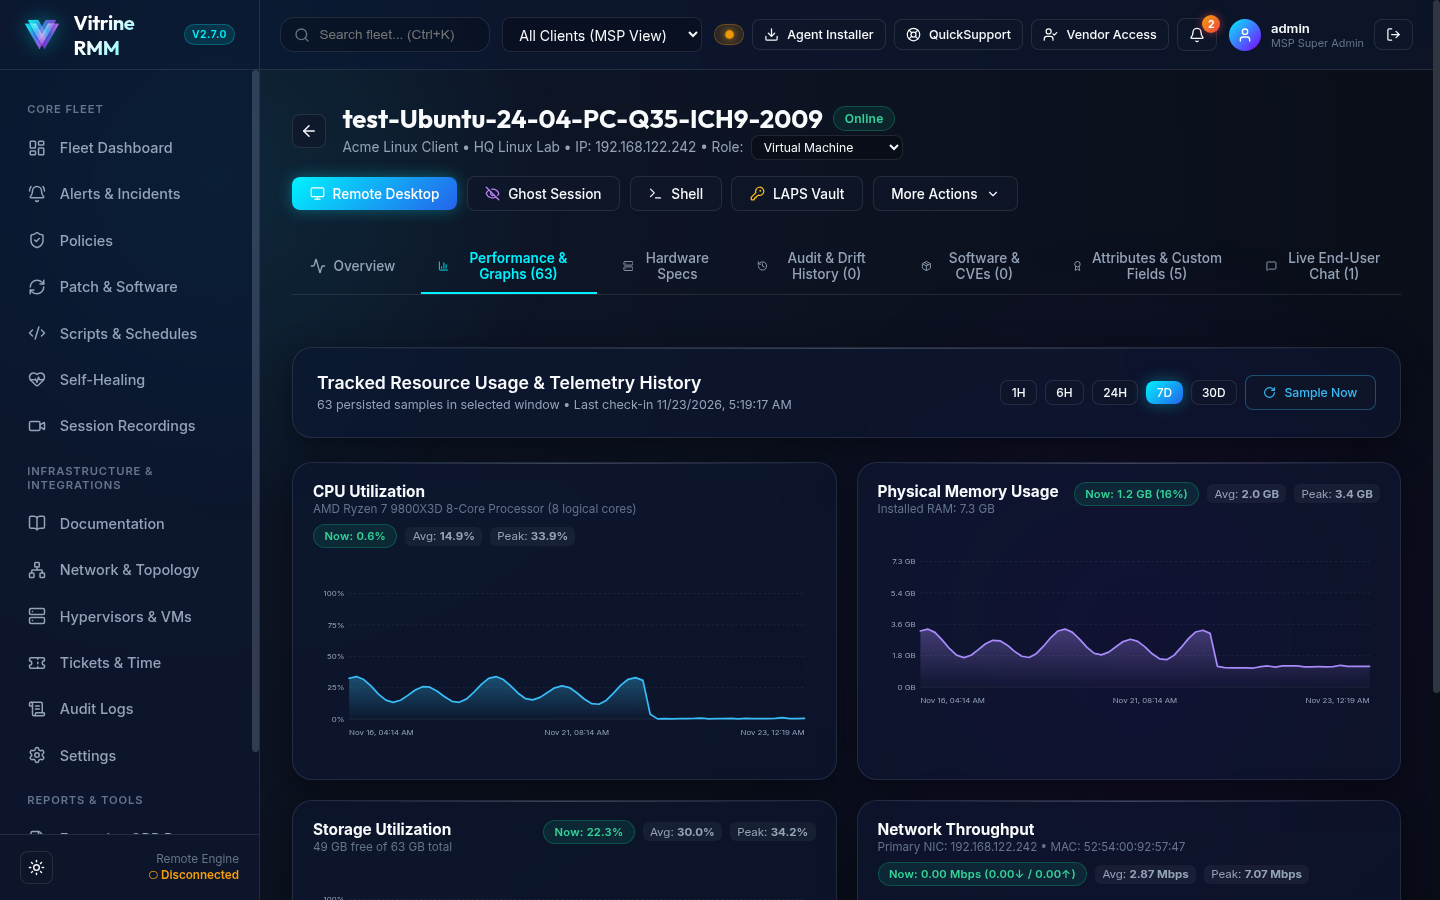 Vitrine
RMM
V2.7.0
Search fleet... (Ctrl+K)
All Clients (MSP View)
Agent Installer
QuickSupport
Vendor Access
2
admin
MSP Super Admin
CORE FLEET
Fleet Dashboard
Alerts & Incidents
Policies
Patch & Software
Scripts & Schedules
Self-Healing
Session Recordings
INFRASTRUCTURE &
INTEGRATIONS
Documentation
Network & Topology
Hypervisors & VMs
Tickets & Time
Audit Logs
Settings
REPORTS & TOOLS
Remote Engine
Disconnected
test-Ubuntu-24-04-PC-Q35-ICH9-2009
Online
Acme Linux Client • HQ Linux Lab • IP: 192.168.122.242 • Role:
Virtual Machine
Remote Desktop
Ghost Session
Shell
LAPS Vault
More Actions
Overview
Performance &
Graphs (63)
Hardware
Specs
Audit & Drift
History (0)
Software &
CVEs (0)
Attributes & Custom
Fields (5)
Live End-User
Chat (1)
Tracked Resource Usage & Telemetry History
63 persisted samples in selected window • Last check-in 11/23/2026, 5:19:17 AM
1H
6H
24H
7D
30D
Sample Now
CPU Utilization
AMD Ryzen 7 9800X3D 8-Core Processor (8 logical cores)
Now: 0.6%
Avg: 14.9%
Peak: 33.9%
100%
75%
50%
25%
0%
Nov 16, 04:14 AM
Nov 21, 08:14 AM
Nov 23, 12:19 AM
Physical Memory Usage
Installed RAM: 7.3 GB
Now: 1.2 GB (16%)
Avg: 2.0 GB
Peak: 3.4 GB
7.3 GB
5.4 GB
3.6 GB
1.8 GB
0 GB
Nov 16, 04:14 AM
Nov 21, 08:14 AM
Nov 23, 12:19 AM
Storage Utilization
49 GB free of 63 GB total
Now: 22.3%
Avg: 30.0%
Peak: 34.2%
100%
Network Throughput
Primary NIC: 192.168.122.242 • MAC: 52:54:00:92:57:47
Now: 0.00 Mbps (0.00↓ / 0.00↑)
Avg: 2.87 Mbps
Peak: 7.07 Mbps